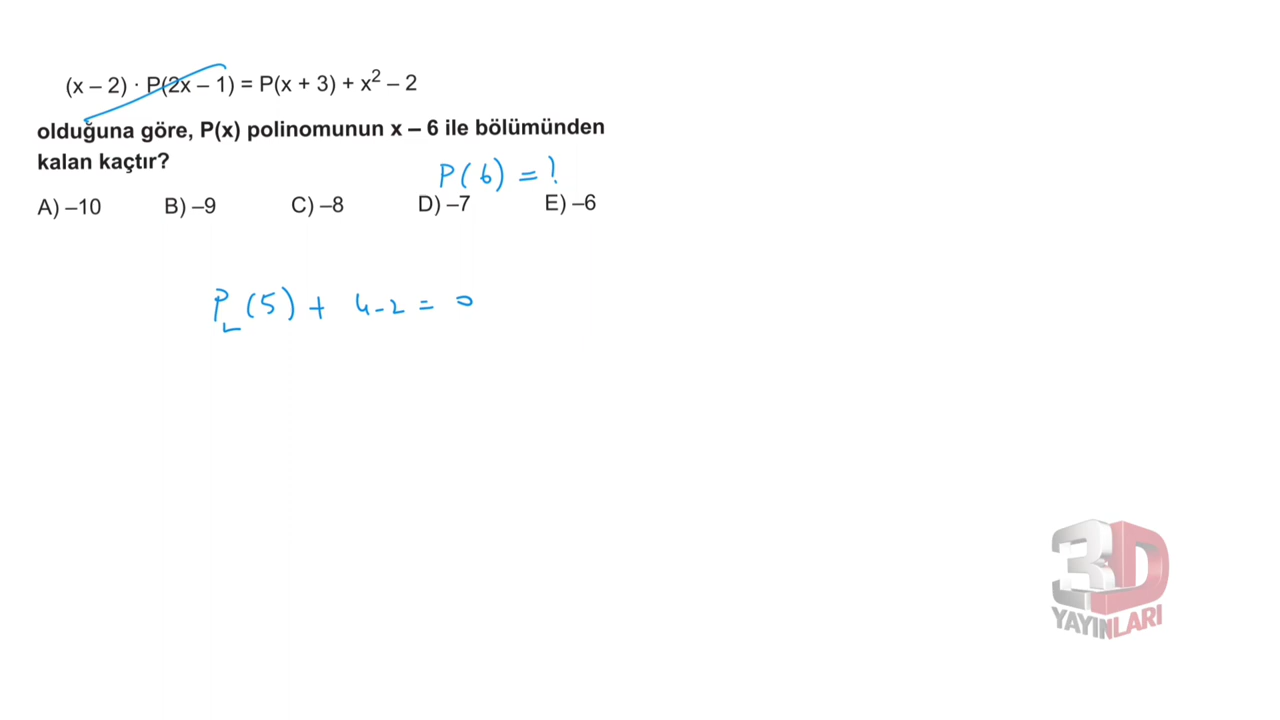 (x – 2) · P(2x – 1) = P(x + 3) + x² – 2
olduğuna göre, P(x) polinomunun x – 6 ile bölümünden
kalan kaçtır?
P(6) = ?
A) –10 B) –9 C) –8 D) –7 E) –6
P(5) + 4-2 = 0
3D
YAYINLARI